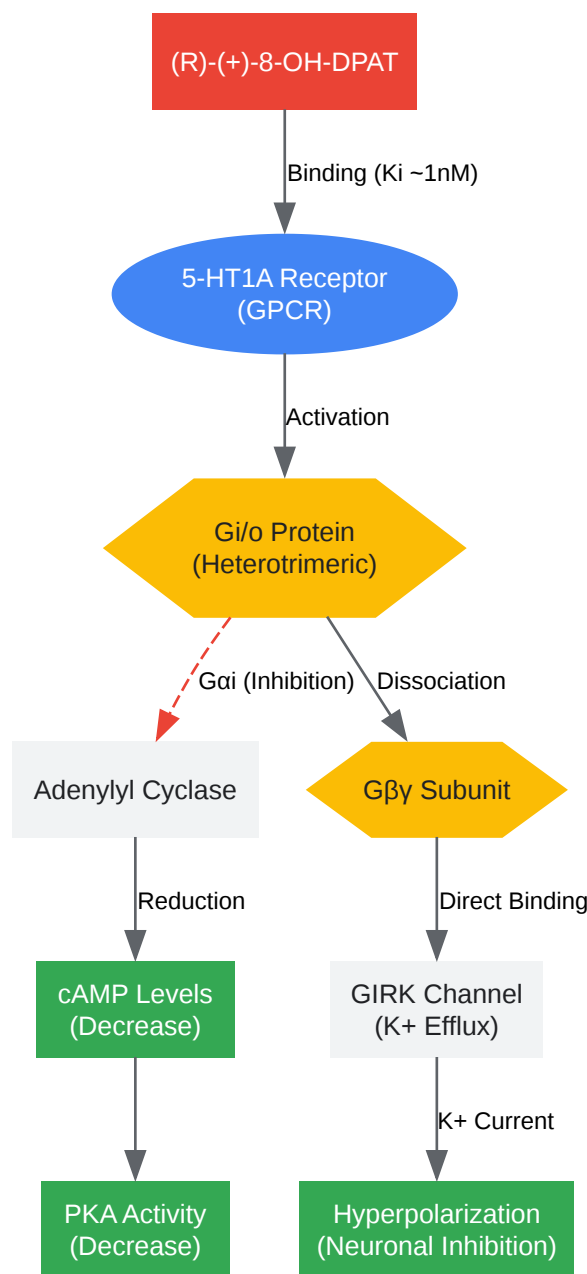 (R)-(+)-8-OH-DPAT
Binding (Ki ~1nM)
5-HT1A Receptor
(GPCR)
Activation
Gi/o Protein
(Heterotrimeric)
Gαi (Inhibition)
Dissociation
Adenylyl Cyclase
Gβγ Subunit
Reduction
Direct Binding
cAMP Levels
(Decrease)
GIRK Channel
(K+ Efflux)
K+ Current
PKA Activity
(Decrease)
Hyperpolarization
(Neuronal Inhibition)